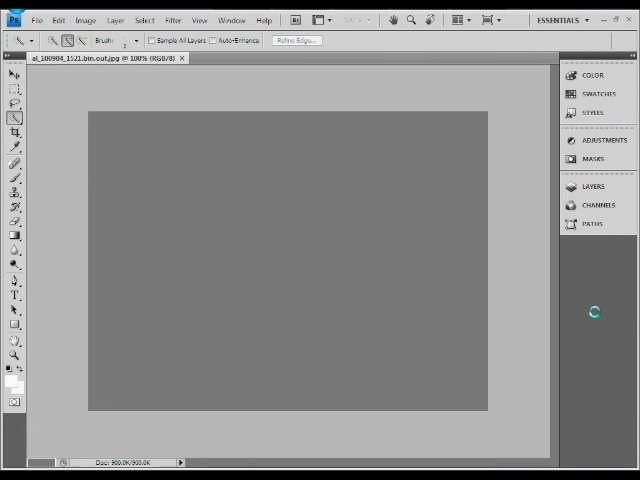 Ps File Edit Image Layer Select Filter View Window Help Br ESSENTIALS
Brush: 2 Sample All Layers Auto-Enhance Refine Edge...
al_100904_1521.bin.out.jpg @ 100% (RGB/8) ×
COLOR
SWATCHES
STYLES
ADJUSTMENTS
MASKS
LAYERS
CHANNELS
PATHS
T
Doc: 900.0K/900.0K